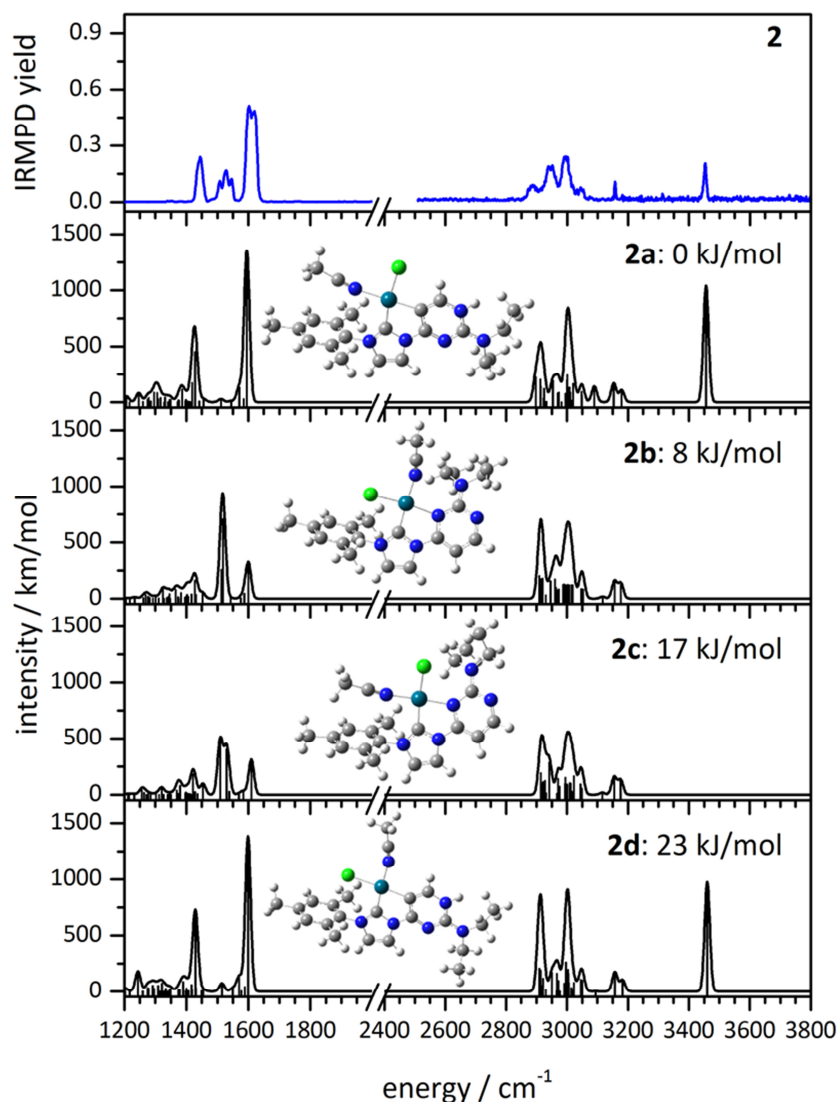 2
IRMPD yield
0.9
0.6
0.3
0.0
2a: 0 kJ/mol
1500
1000
500
0
2b: 8 kJ/mol
1500
1000
500
0
intensity / km/mol
2c: 17 kJ/mol
1500
1000
500
0
2d: 23 kJ/mol
1500
1000
500
0
1200 1400 1600 2400 2600 2800 3000 3200 3400 3600 3800
energy / cm⁻¹